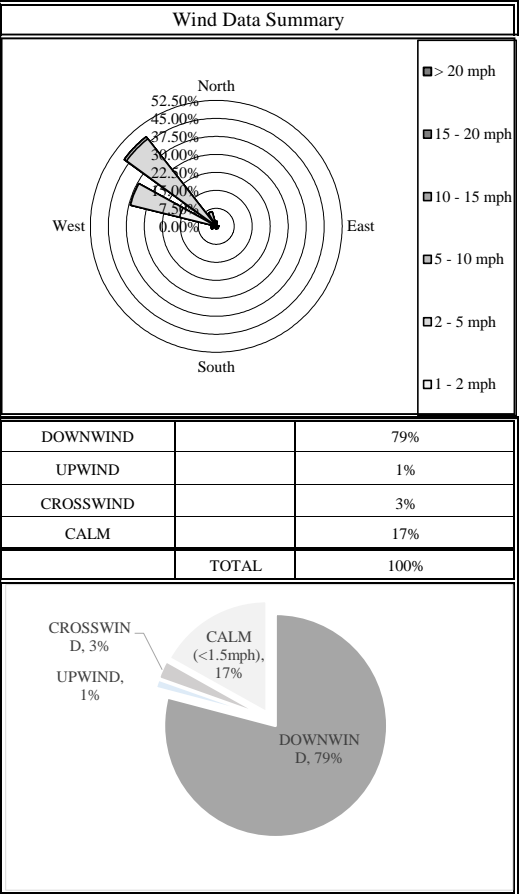 Wind Data Summary
North
52.50%
45.00%
37.50%
30.00%
22.50%
15.00%
7.50%
0.00%
West
East
South
> 20 mph
15 - 20 mph
10 - 15 mph
5 - 10 mph
2 - 5 mph
1 - 2 mph
DOWNWIND 79%
UPWIND 1%
CROSSWIND 3%
CALM 17%
TOTAL 100%
CROSSWIN
D, 3%
UPWIND,
1%
CALM
(<1.5mph),
17%
DOWNWIN
D, 79%